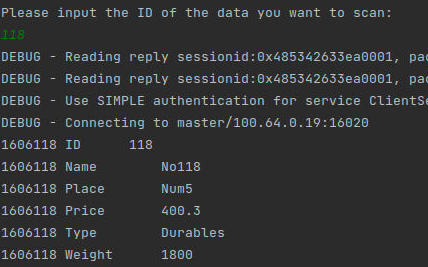 Please input the ID of the data you want to scan:
118
DEBUG - Reading reply sessionid:0x485342633ea0001, pac
DEBUG - Reading reply sessionid:0x485342633ea0001, pac
DEBUG - Use SIMPLE authentication for service ClientSe
DEBUG - Connecting to master/100.64.0.19:16020
1606118 ID 118
1606118 Name No118
1606118 Place Num5
1606118 Price 400.3
1606118 Type Durables
1606118 Weight 1800